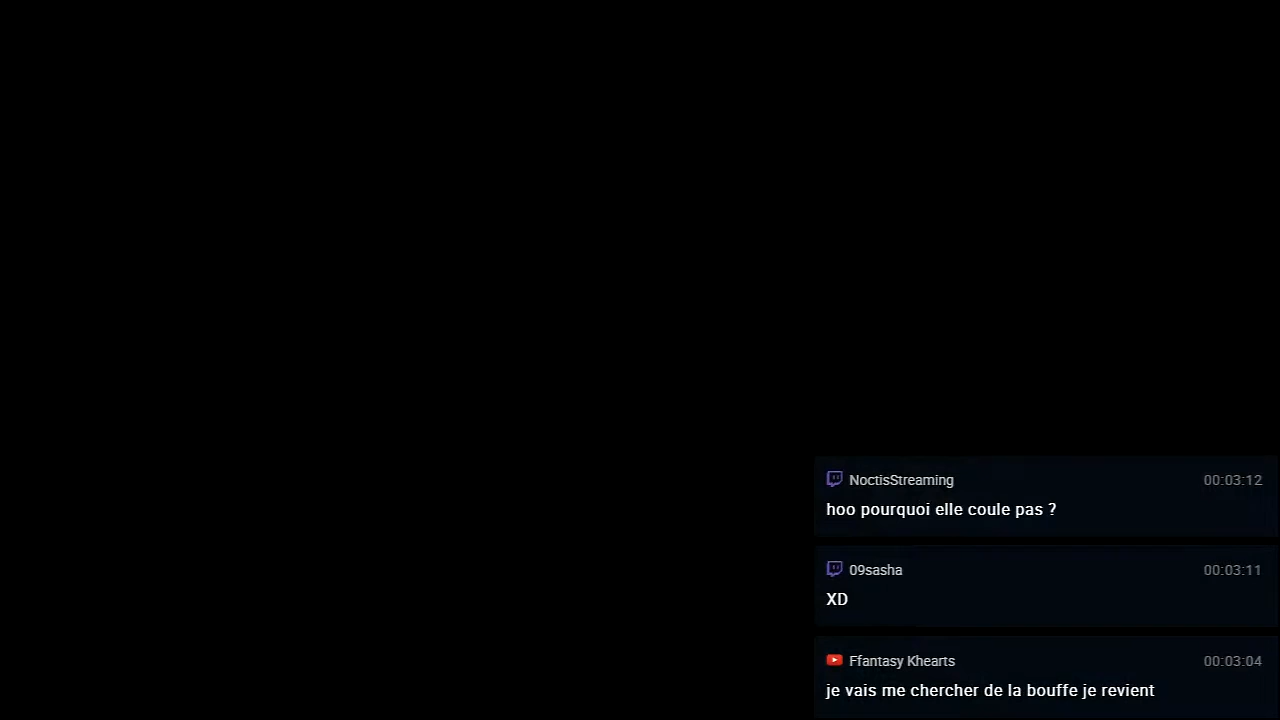 NoctisStreaming 00:03:12
hoo pourquoi elle coule pas ?
09sasha 00:03:11
XD
Ffantasy Khearts 00:03:04
je vais me chercher de la bouffe je revient